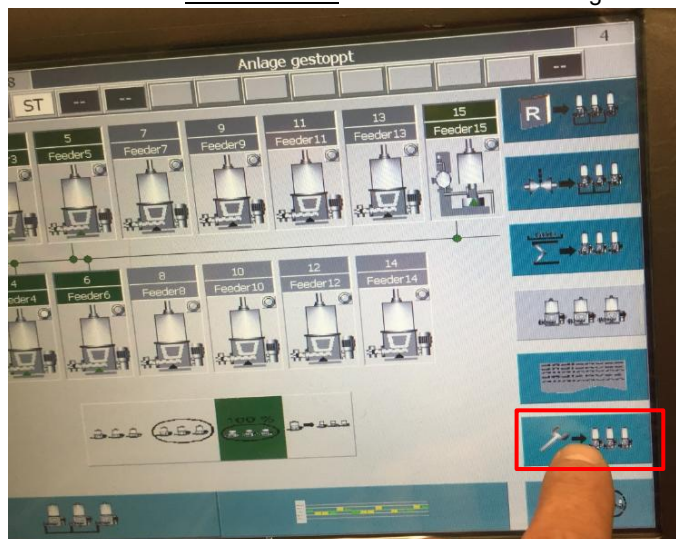 4
8
Anlage gestoppt
ST -- -- --
5 7 9 11 13 15
Feeder5 Feeder7 Feeder9 Feeder11 Feeder13 Feeder15
R
4 6 8 10 12 14
Feeder6 Feeder8 Feeder10 Feeder12 Feeder14
100 %